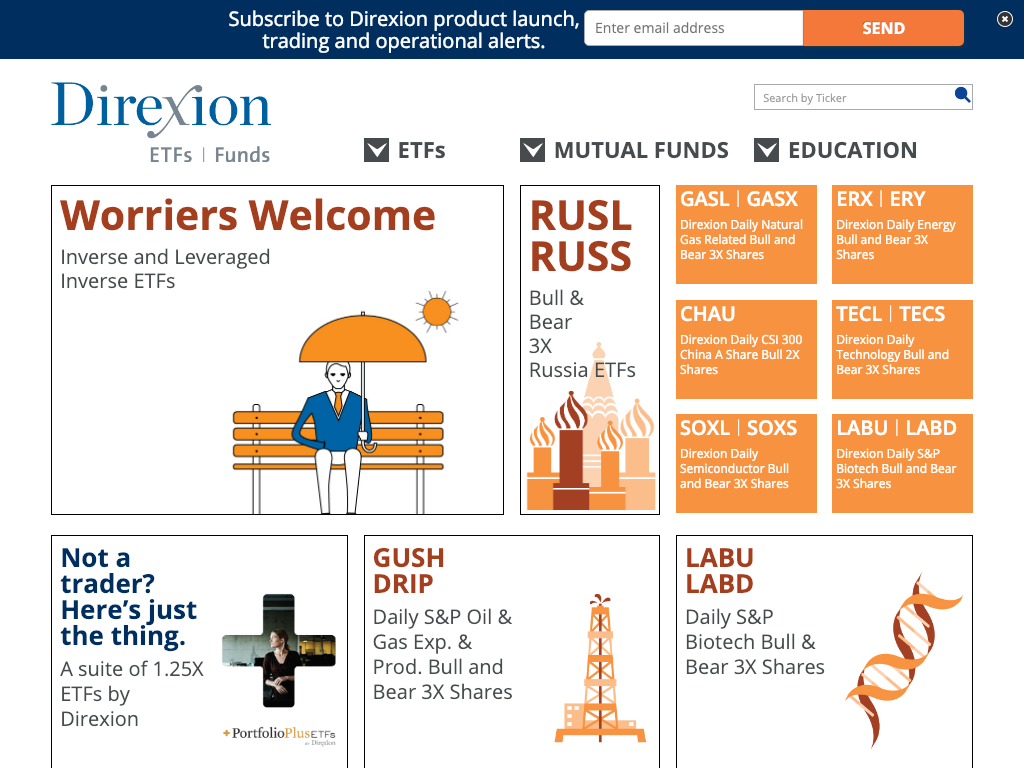 Subscribe to Direxion product launch,
trading and operational alerts.
Enter email address
SEND
Direxion
ETFs | Funds
Search by Ticker
ETFs
MUTUAL FUNDS
EDUCATION
Worriers Welcome
Inverse and Leveraged
Inverse ETFs
RUSL
RUSS
Bull &
Bear
3X
Russia ETFs
GASL | GASX
Direxion Daily Natural
Gas Related Bull and
Bear 3X Shares
ERX | ERY
Direxion Daily Energy
Bull and Bear 3X
Shares
CHAU
Direxion Daily CSI 300
China A Share Bull 2X
Shares
TECL | TECS
Direxion Daily
Technology Bull and
Bear 3X Shares
SOXL | SOXS
Direxion Daily
Semiconductor Bull
and Bear 3X Shares
LABU | LABD
Direxion Daily S&P
Biotech Bull and Bear
3X Shares
Not a
trader?
Here's just
the thing.
A suite of 1.25X
ETFs by
Direxion
+PortfolioPlusETFs
BY Direxion
GUSH
DRIP
Daily S&P Oil &
Gas Exp. &
Prod. Bull and
Bear 3X Shares
LABU
LABD
Daily S&P
Biotech Bull &
Bear 3X Shares